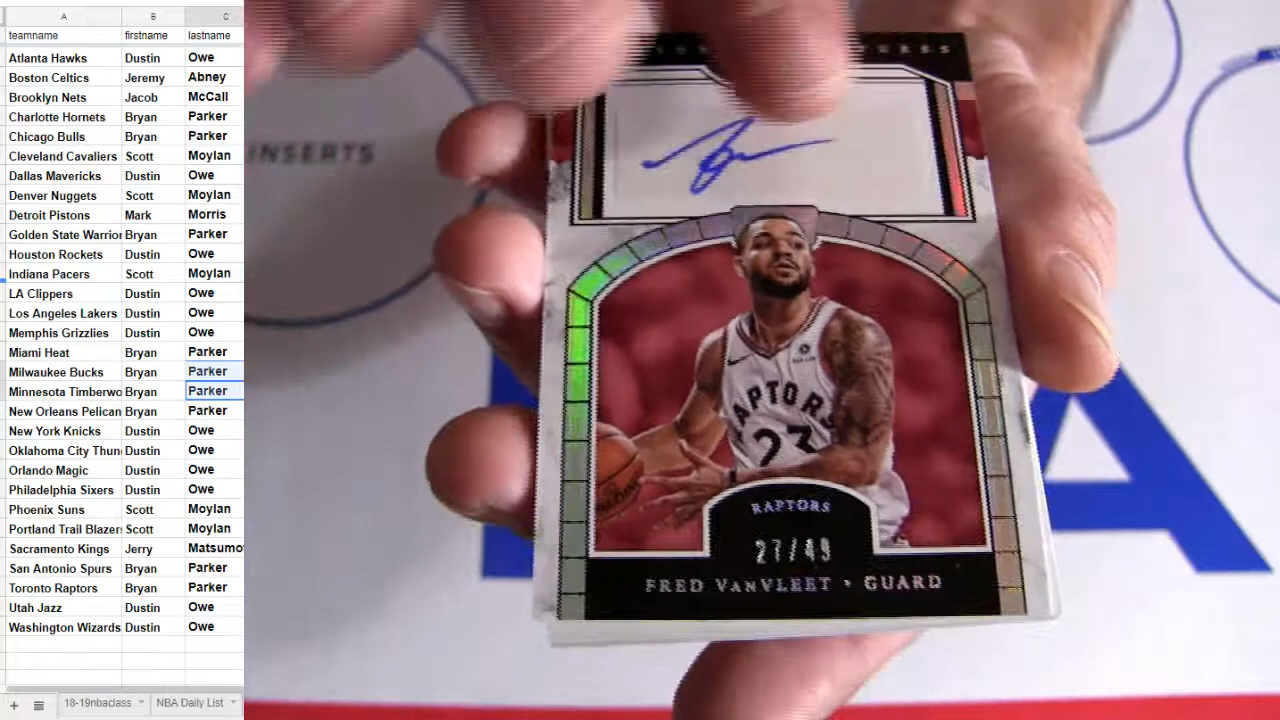 A B C
teamname firstname lastname
Atlanta Hawks Dustin Owe
Boston Celtics Jeremy Abney
Brooklyn Nets Jacob McCall
Charlotte Hornets Bryan Parker
Chicago Bulls Bryan Parker
Cleveland Cavaliers Scott Moylan
Dallas Mavericks Dustin Owe
Denver Nuggets Scott Moylan
Detroit Pistons Mark Morris
Golden State Warrior Bryan Parker
Houston Rockets Dustin Owe
Indiana Pacers Scott Moylan
LA Clippers Dustin Owe
Los Angeles Lakers Dustin Owe
Memphis Grizzlies Dustin Owe
Miami Heat Bryan Parker
Milwaukee Bucks Bryan Parker
Minnesota Timberwo Bryan Parker
New Orleans Pelican Bryan Parker
New York Knicks Dustin Owe
Oklahoma City Thun Dustin Owe
Orlando Magic Dustin Owe
Philadelphia Sixers Dustin Owe
Phoenix Suns Scott Moylan
Portland Trail Blazers Scott Moylan
Sacramento Kings Jerry Matsumo
San Antonio Spurs Bryan Parker
Toronto Raptors Bryan Parker
Utah Jazz Dustin Owe
Washington Wizards Dustin Owe
18-19nbaclass NBA Daily List
INSERTS
RAPTORS
23
RAPTORS
27/49
FRED VANVLEET • GUARD
A